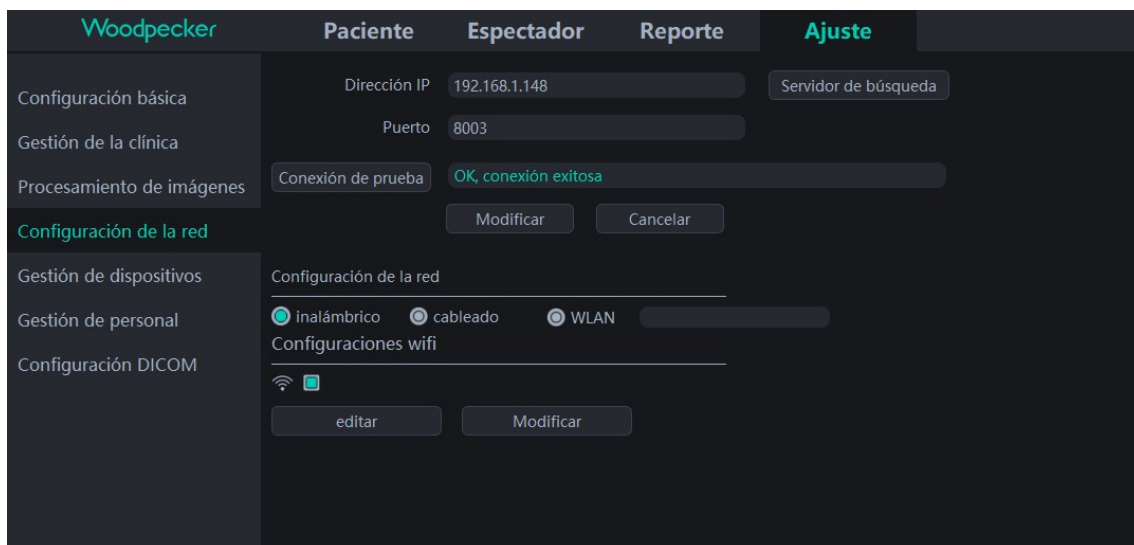 Woodpecker Paciente Espectador Reporte Ajuste
Configuración básica
Gestión de la clínica
Procesamiento de imágenes
Configuración de la red
Gestión de dispositivos
Gestión de personal
Configuración DICOM
Dirección IP 192.168.1.148 Servidor de búsqueda
Puerto 8003
Conexión de prueba OK, conexión exitosa
Modificar Cancelar
Configuración de la red
inalámbrico cableado WLAN
Configuraciones wifi
editar Modificar